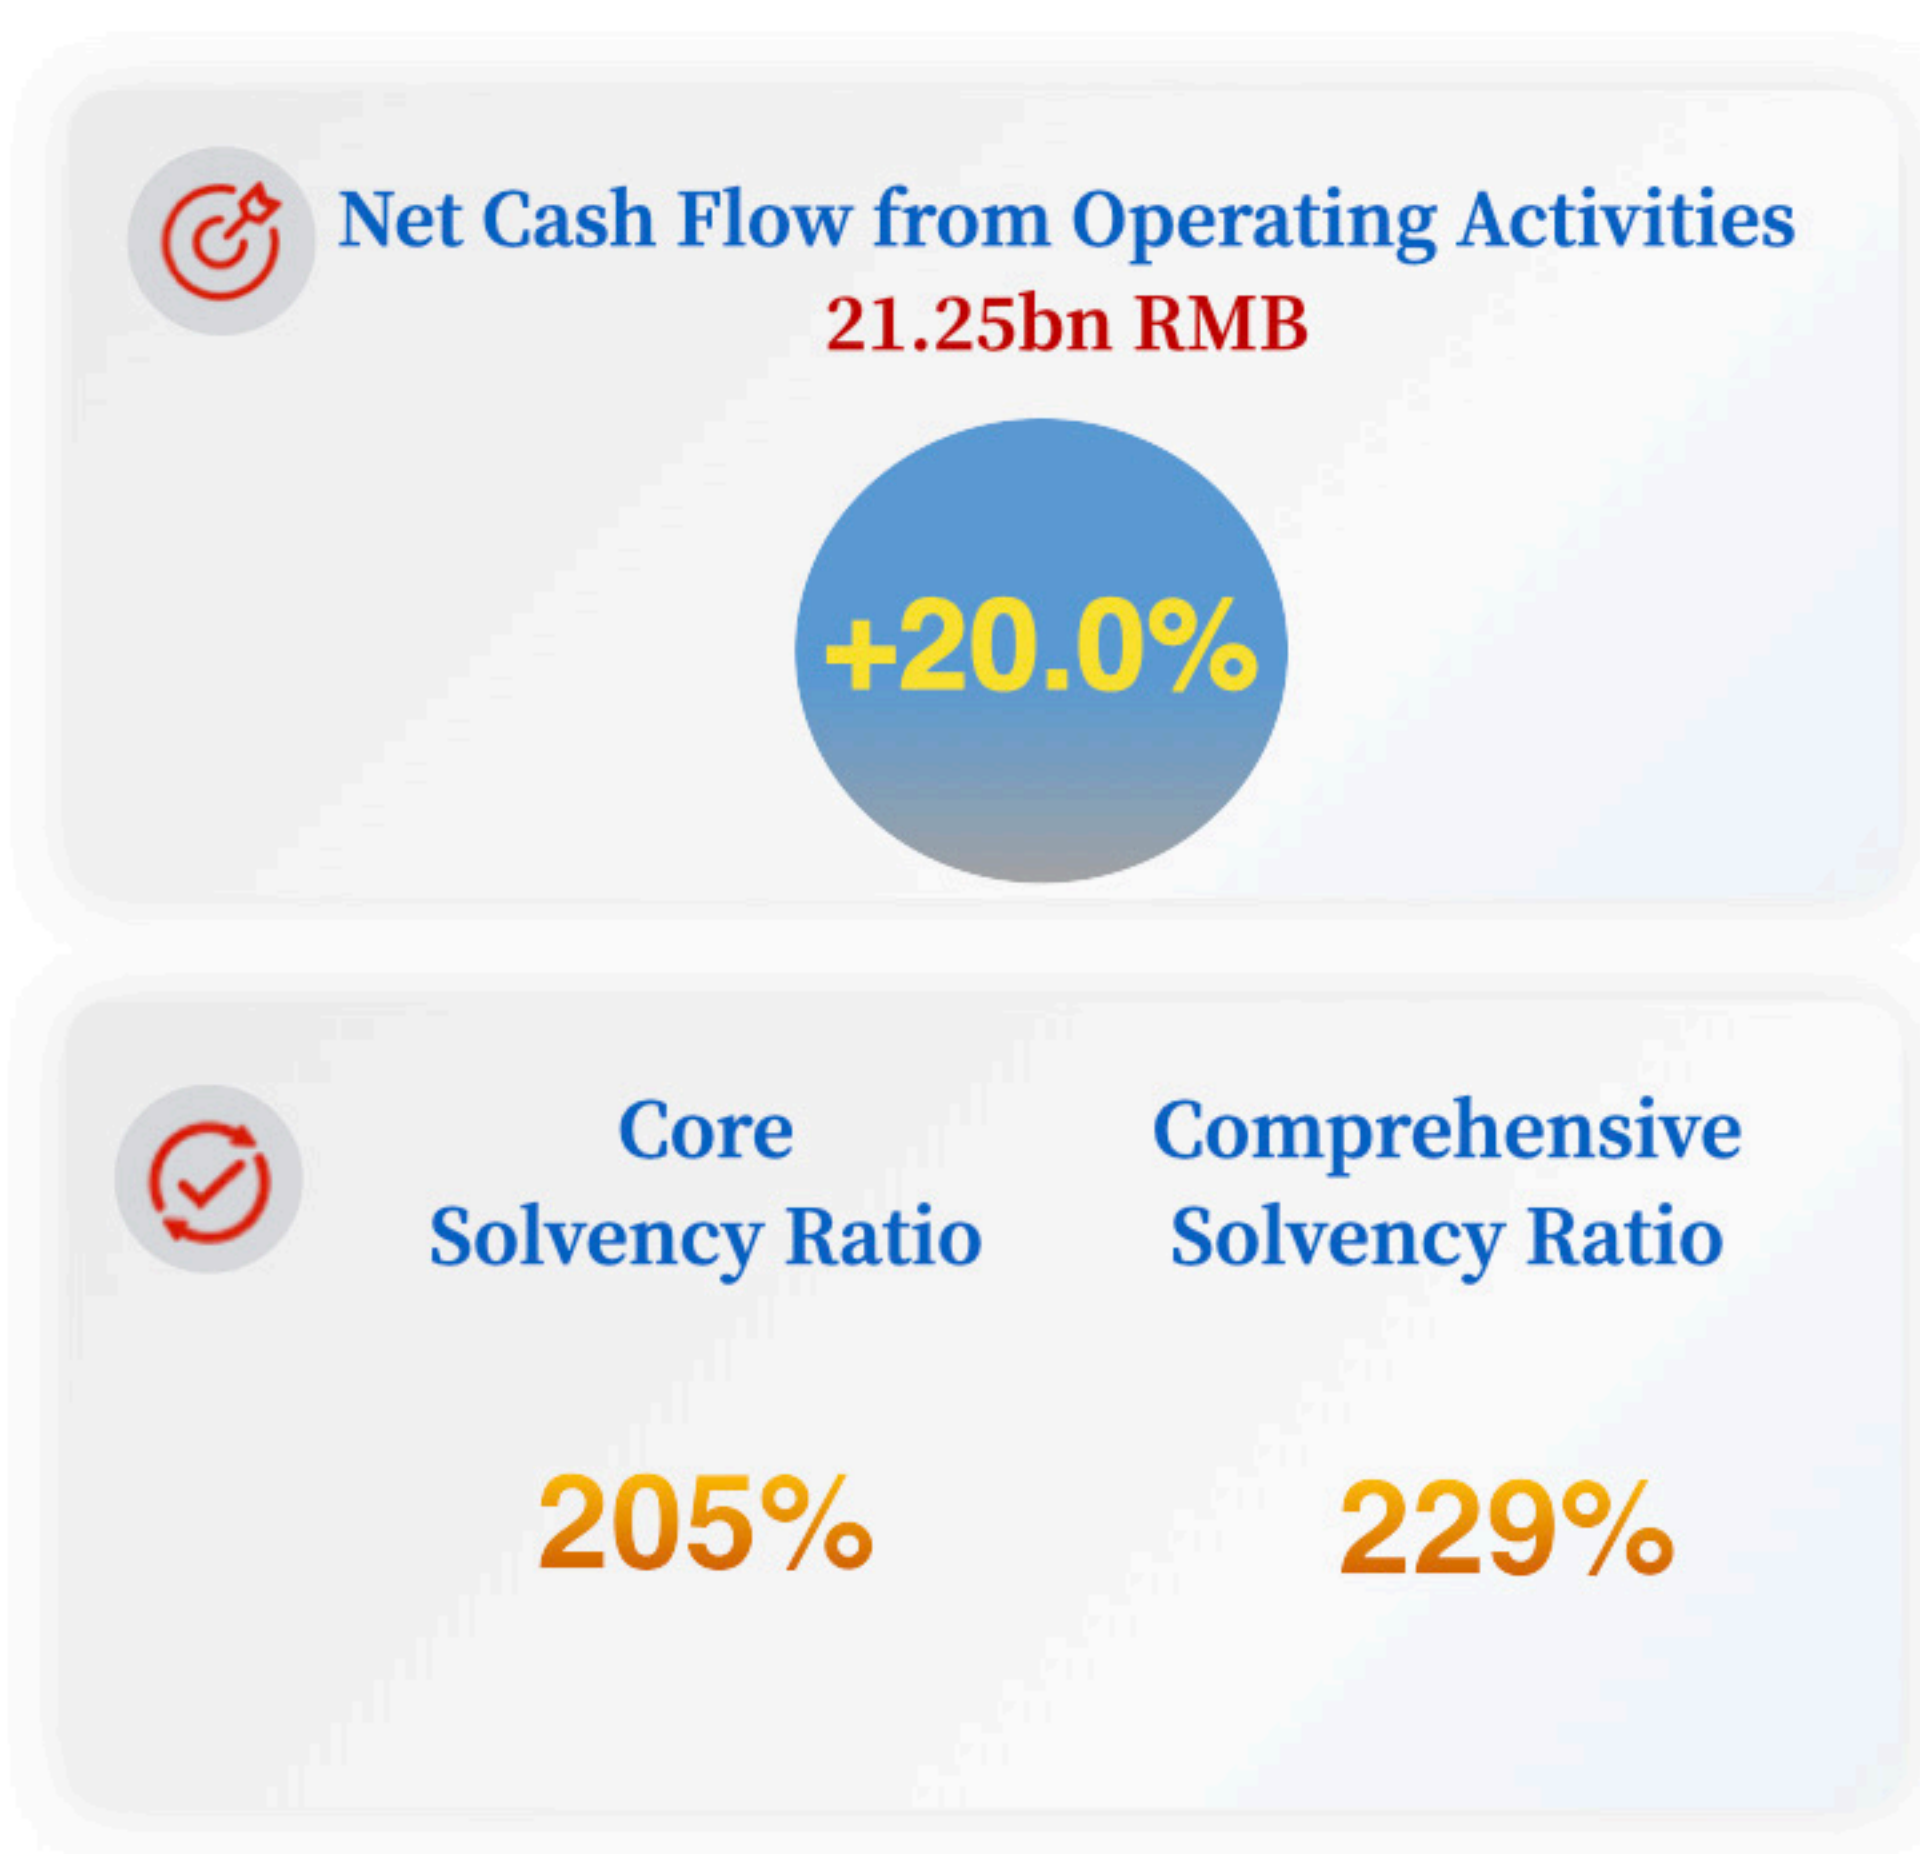 Net Cash Flow from Operating Activities
21.25bn RMB
+20.0%
Core
Solvency Ratio
Comprehensive
Solvency Ratio
205%
229%